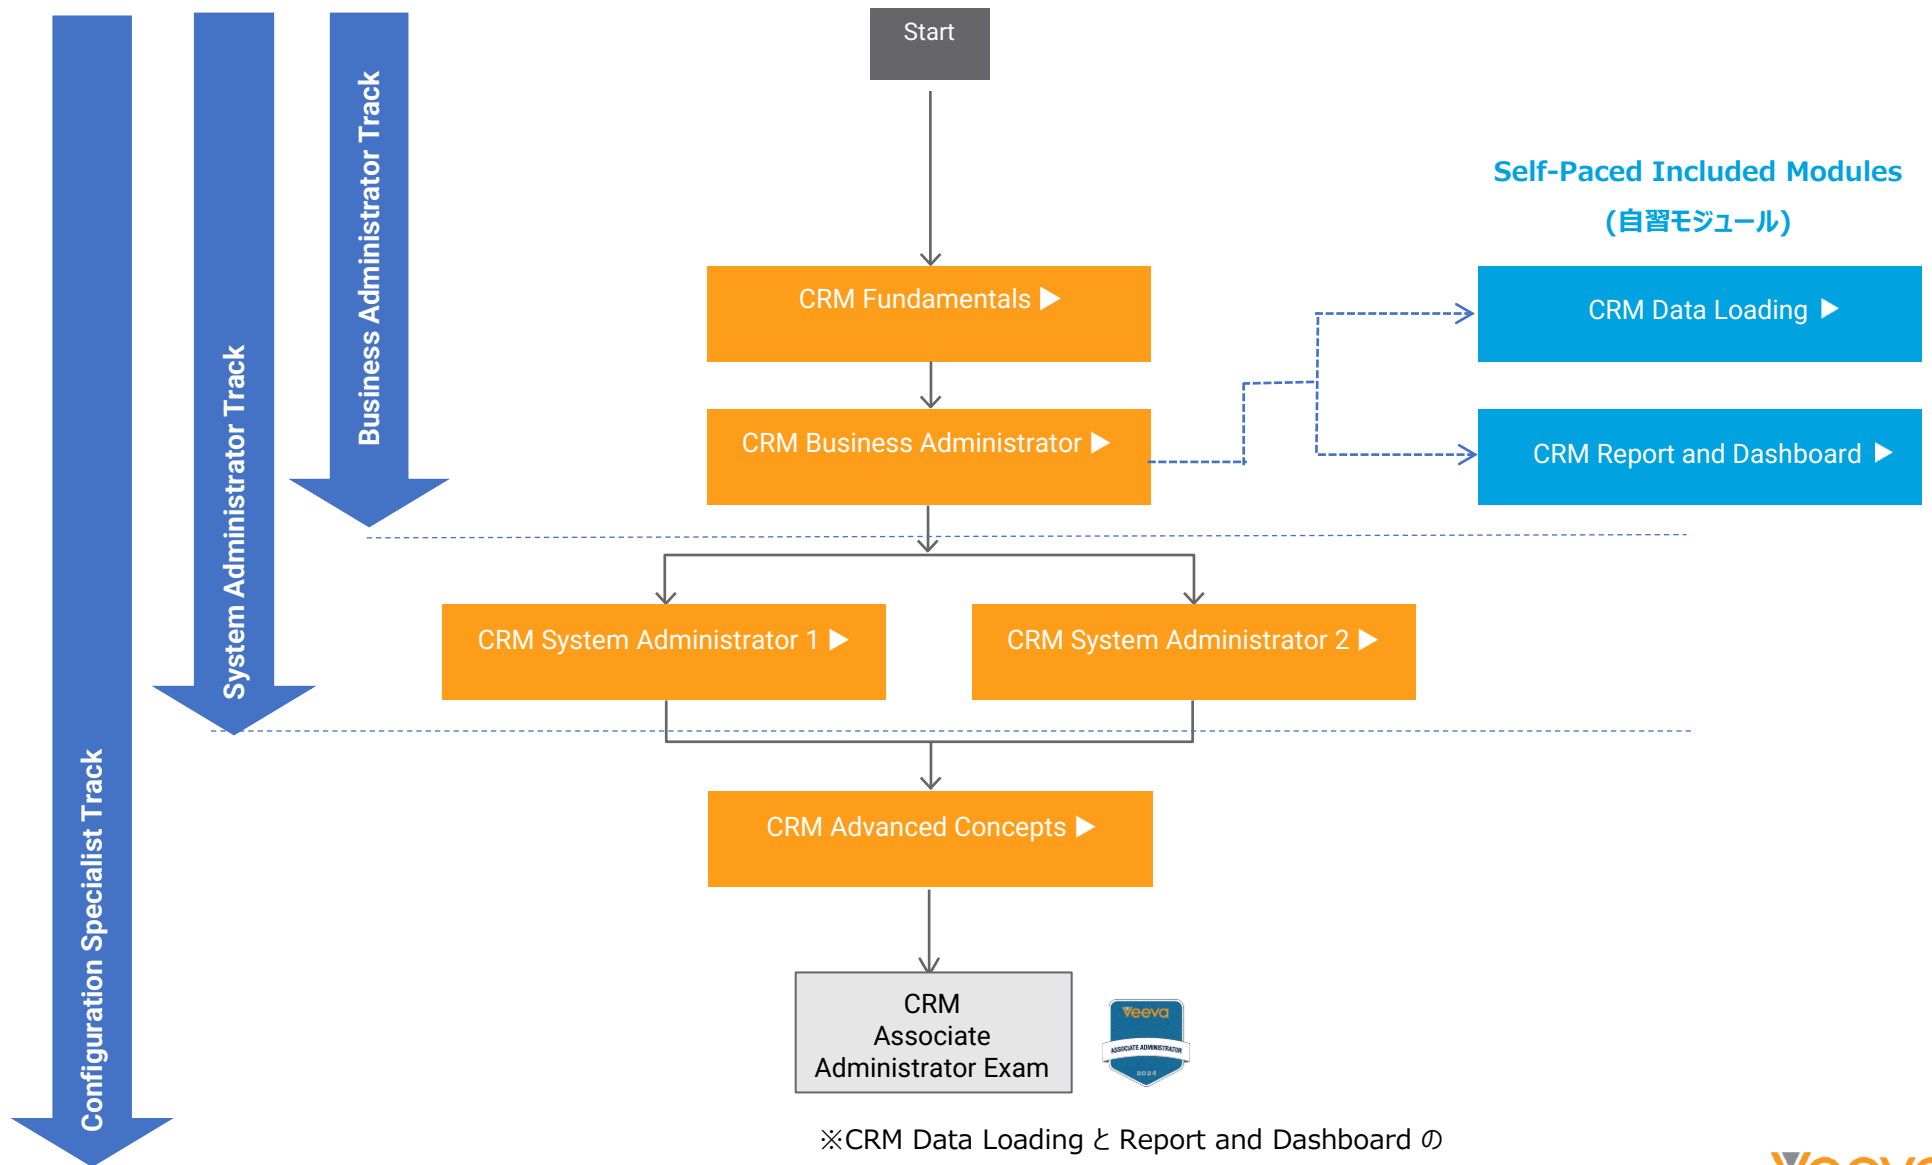 Start
Configuration Specialist Track
System Administrator Track
Business Administrator Track
Self-Paced Included Modules
(自習モジュール)
CRM Fundamentals ▶
CRM Data Loading ▶
CRM Business Administrator ▶
CRM Report and Dashboard ▶
CRM System Administrator 1 ▶
CRM System Administrator 2 ▶
CRM Advanced Concepts ▶
CRM
Associate
Administrator Exam
Veeva
ASSOCIATE ADMINISTRATOR
2024
※CRM Data Loading と Report and Dashboard の
Veeva